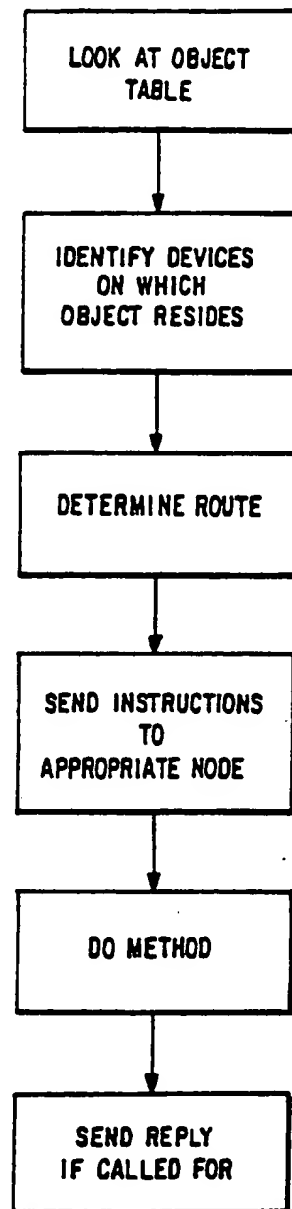 LOOK AT OBJECT
TABLE
IDENTIFY DEVICES
ON WHICH
OBJECT RESIDES
DETERMINE ROUTE
SEND INSTRUCTIONS
TO
APPROPRIATE NODE
DO METHOD
SEND REPLY
IF CALLED FOR